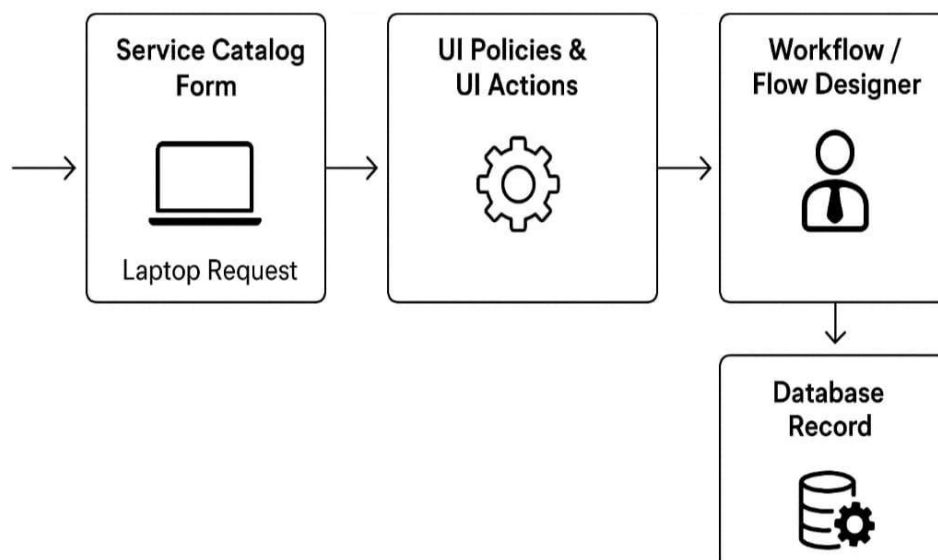 Service Catalog
Form
Laptop Request
UI Policies &
UI Actions
Workflow /
Flow Designer
Database
Record